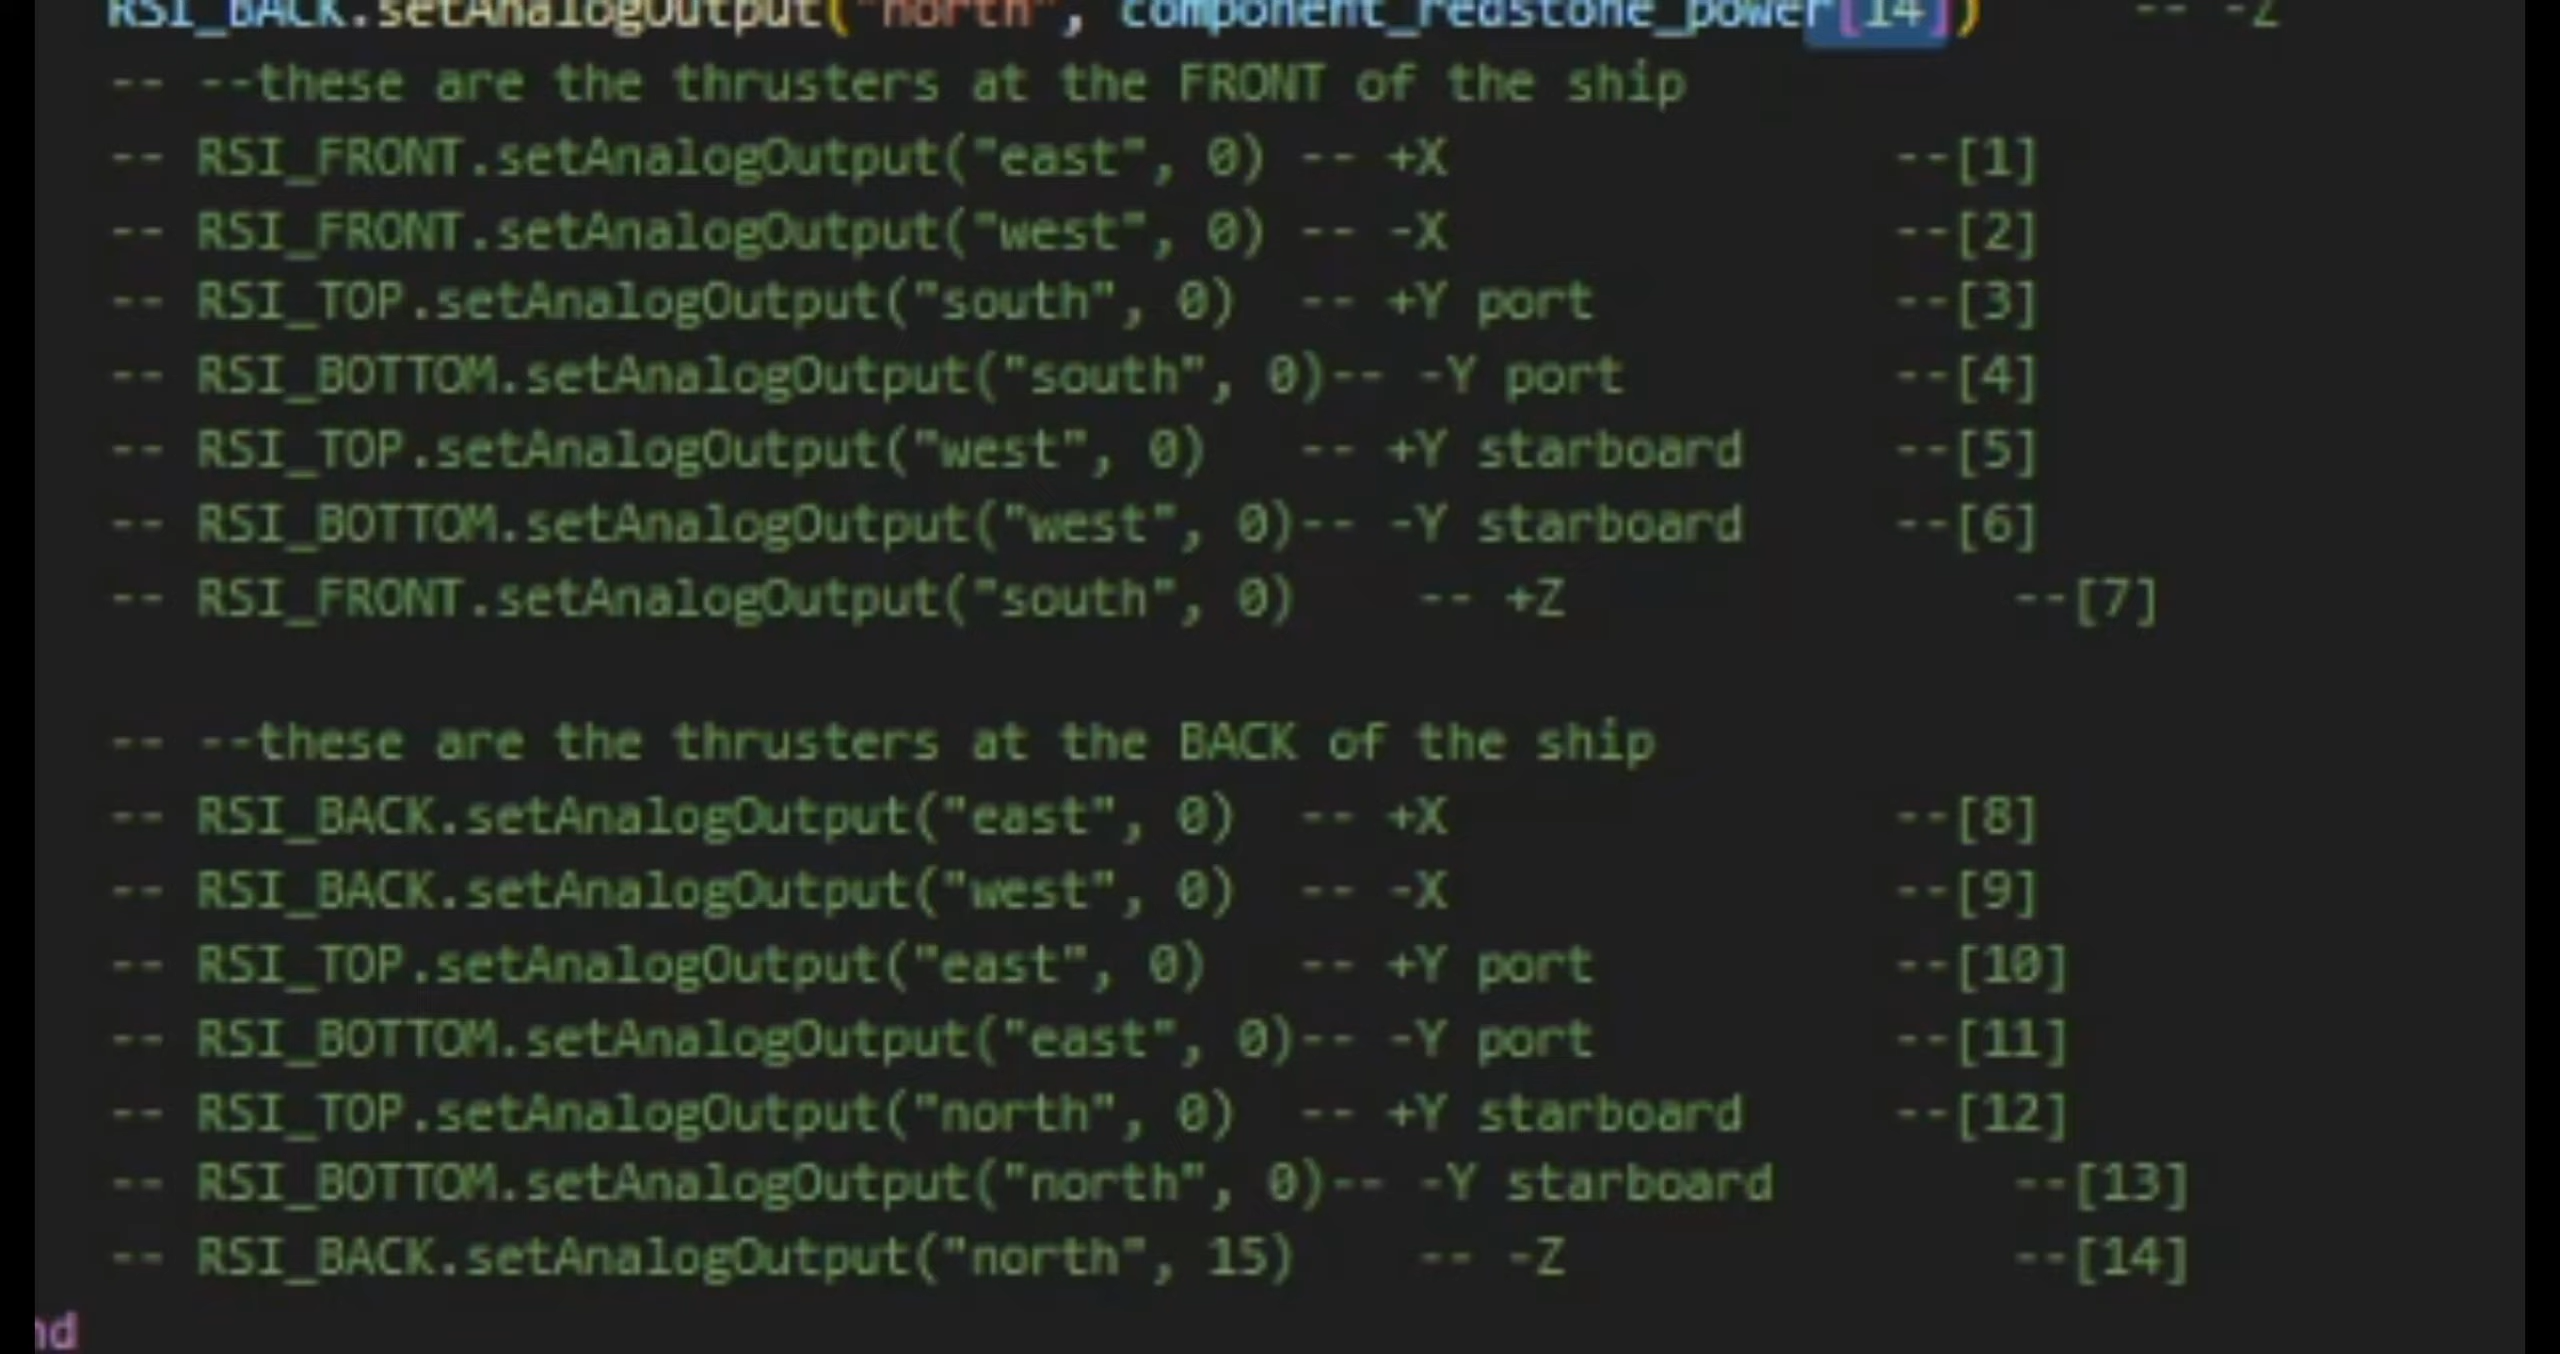 RSI_BACK.setAnalogOutput("north", component_redstone_power[14])     -- -Z
-- --these are the thrusters at the FRONT of the ship
-- RSI_FRONT.setAnalogOutput("east", 0) -- +X               --[1]
-- RSI_FRONT.setAnalogOutput("west", 0) -- -X               --[2]
-- RSI_TOP.setAnalogOutput("south", 0)  -- +Y port          --[3]
-- RSI_BOTTOM.setAnalogOutput("south", 0)-- -Y port         --[4]
-- RSI_TOP.setAnalogOutput("west", 0)   -- +Y starboard     --[5]
-- RSI_BOTTOM.setAnalogOutput("west", 0)-- -Y starboard     --[6]
-- RSI_FRONT.setAnalogOutput("south", 0)    -- +Z               --[7]
-- --these are the thrusters at the BACK of the ship
-- RSI_BACK.setAnalogOutput("east", 0)  -- +X               --[8]
-- RSI_BACK.setAnalogOutput("west", 0)  -- -X               --[9]
-- RSI_TOP.setAnalogOutput("east", 0)   -- +Y port          --[10]
-- RSI_BOTTOM.setAnalogOutput("east", 0)-- -Y port          --[11]
-- RSI_TOP.setAnalogOutput("north", 0)  -- +Y starboard     --[12]
-- RSI_BOTTOM.setAnalogOutput("north", 0)-- -Y starboard        --[13]
-- RSI_BACK.setAnalogOutput("north", 15)    -- -Z               --[14]
nd